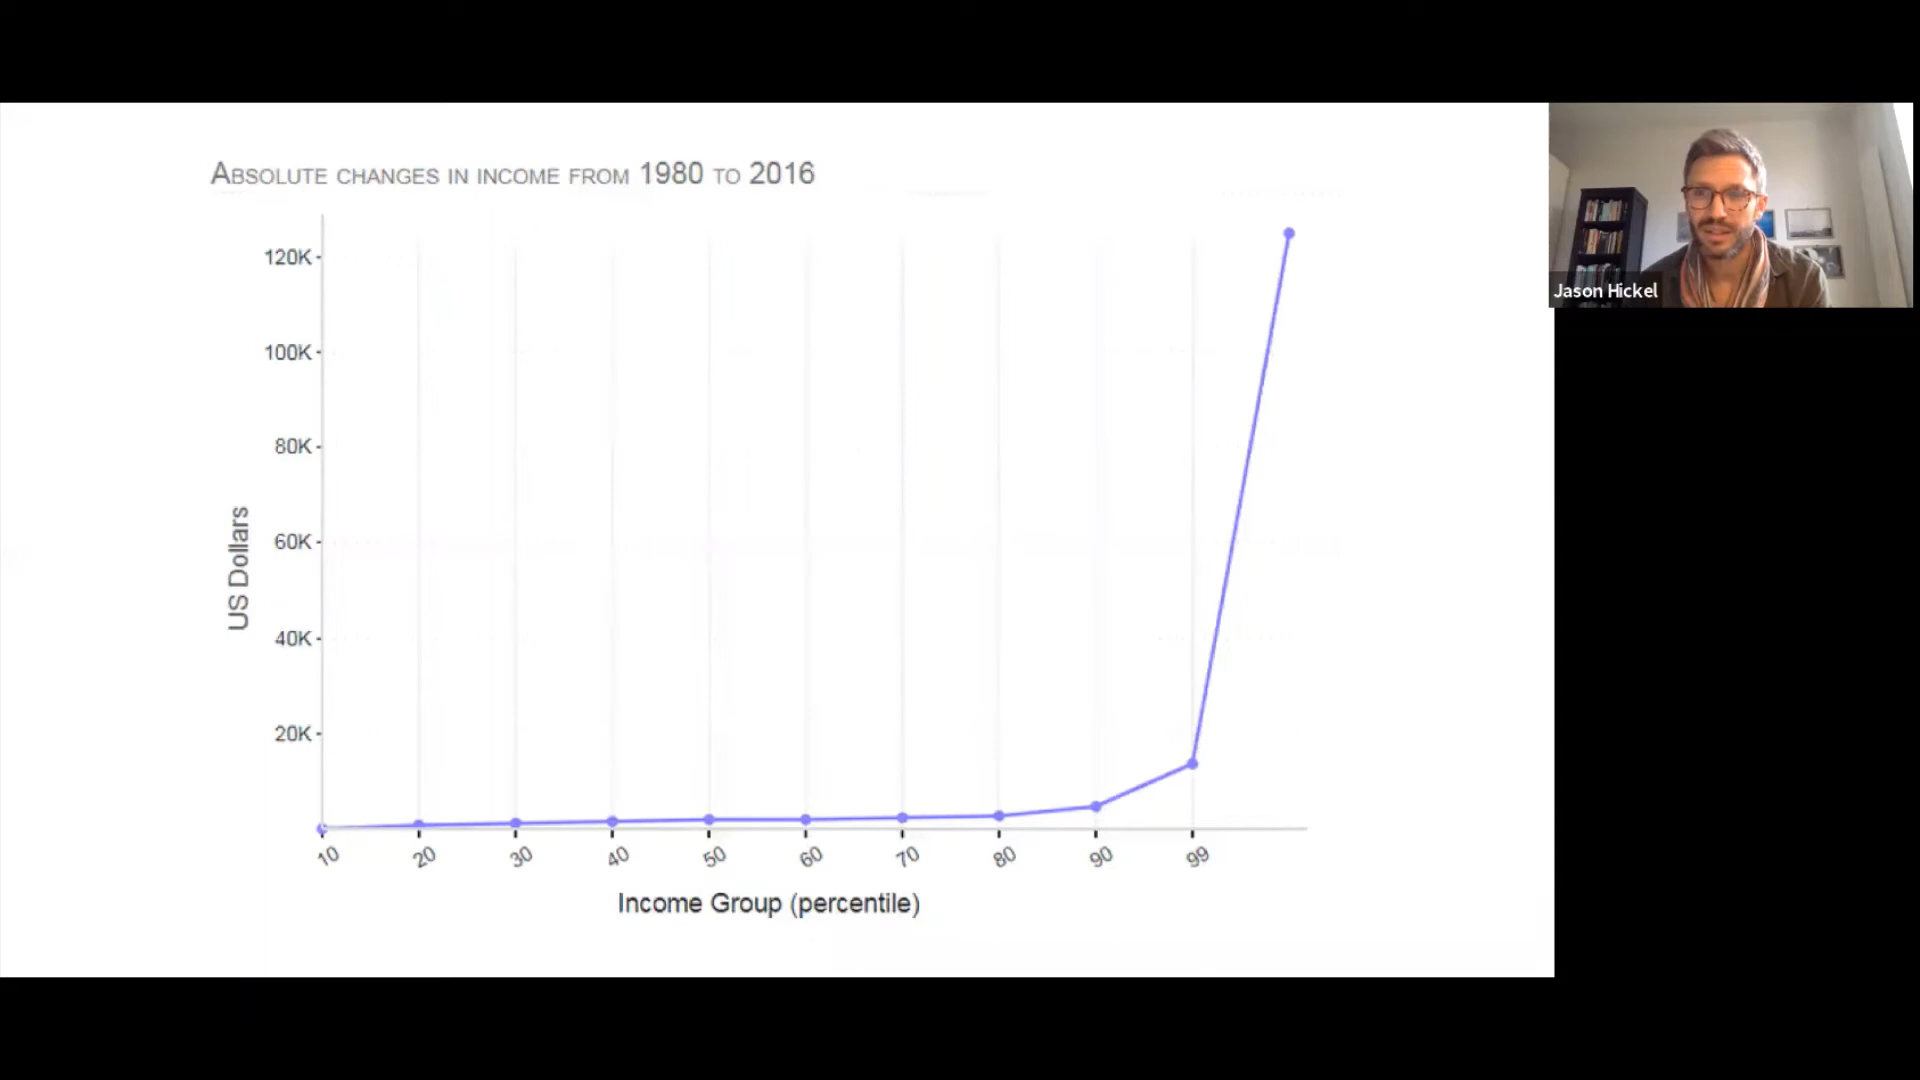 ABSOLUTE CHANGES IN INCOME FROM 1980 TO 2016
120K
100K
80K
60K
40K
20K
US Dollars
10 20 30 40 50 60 70 80 90 99
Income Group (percentile)
Jason Hickel